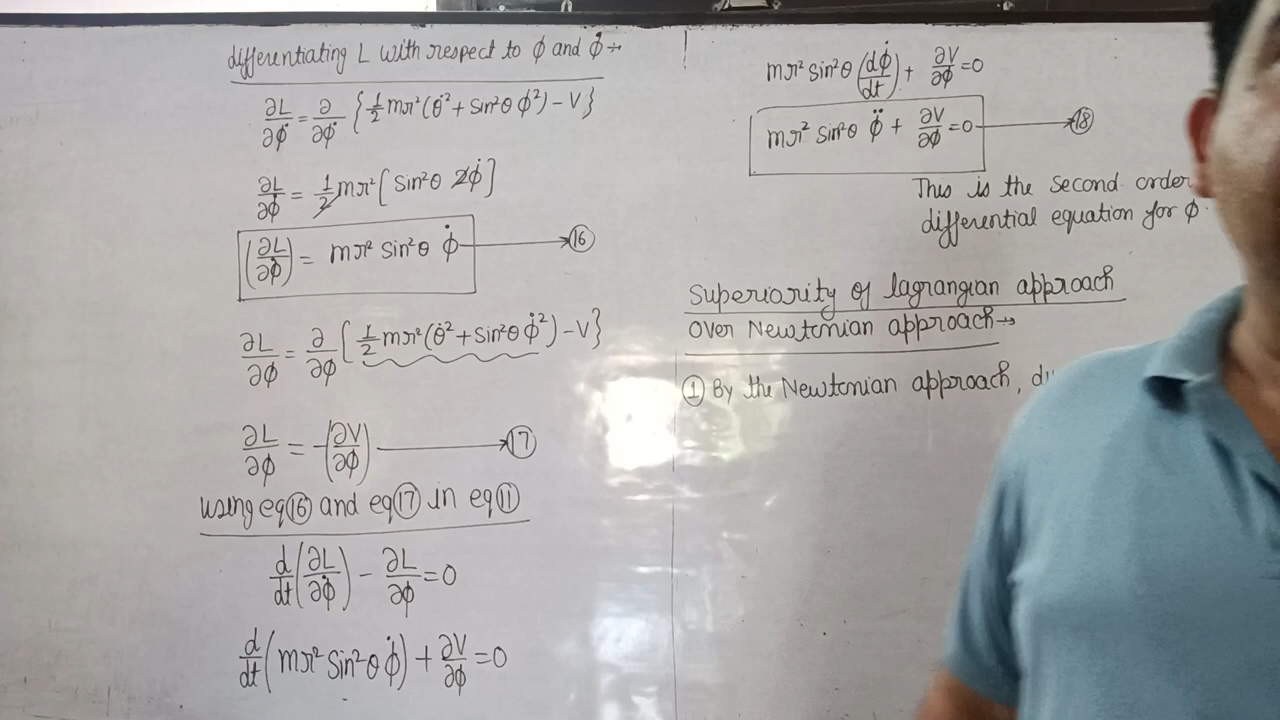 differentiating L with respect to ϕ and ϕ̇ →
∂L/∂ϕ̇ = ∂/∂ϕ̇ {1/2 mr²(θ̇² + Sin²θ ϕ̇²) − V}
∂L/∂ϕ̇ = 1/2 mr² [Sin²θ 2ϕ̇]
(∂L/∂ϕ̇) = mr² Sin²θ ϕ̇ → 16
∂L/∂ϕ = ∂/∂ϕ {1/2 mr²(θ̇² + Sin²θ ϕ̇²) − V}
∂L/∂ϕ = −(∂V/∂ϕ) → 17
using eq 16 and eq 17 in eq 11
d/dt (∂L/∂ϕ̇) − ∂L/∂ϕ = 0
d/dt (mr² Sin²θ ϕ̇) + ∂V/∂ϕ = 0
mr² Sin²θ (dϕ̇/dt) + ∂V/∂ϕ = 0
mr² Sin²θ ϕ̈ + ∂V/∂ϕ = 0 → 18
This is the second order
differential equation for ϕ.
Superiority of lagrangian approach
over Newtonian approach →
1 By the Newtonian approach,